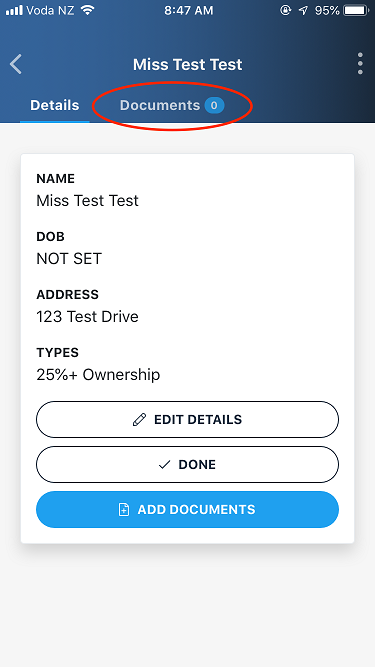 Voda NZ 8:47 AM 95%
Miss Test Test
Details Documents 0
NAME
Miss Test Test
DOB
NOT SET
ADDRESS
123 Test Drive
TYPES
25%+ Ownership
EDIT DETAILS
DONE
ADD DOCUMENTS